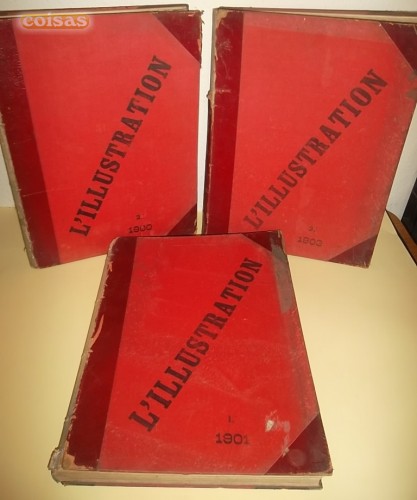 coisas
L'ILLUSTRATION
1.
1900
L'ILLUSTRATION
2.
1900
L'ILLUSTRATION
1.
1901